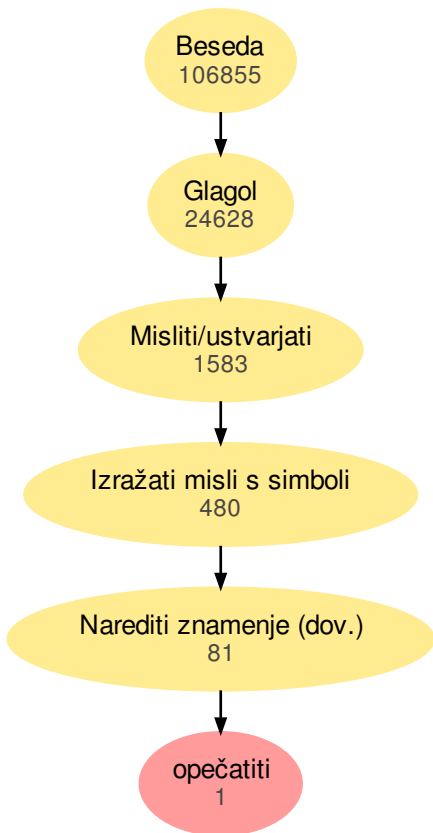 Beseda
106855
Glagol
24628
Misliti/ustvarjati
1583
Izražati misli s simboli
480
Narediti znamenje (dov.)
81
opečatiti
1